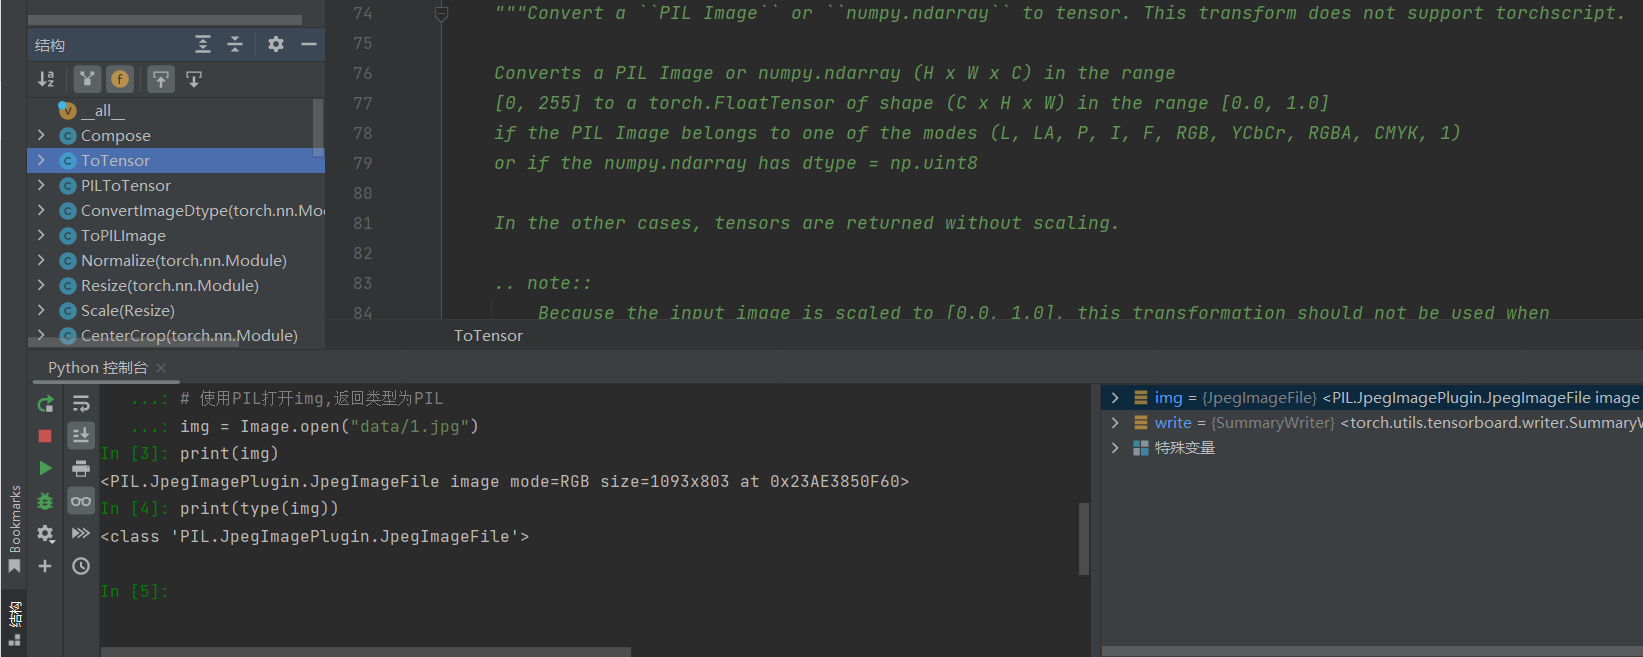 结构
__all__
Compose
ToTensor
PILToTensor
ConvertImageDtype(torch.nn.Mo
ToPILImage
Normalize(torch.nn.Module)
Resize(torch.nn.Module)
Scale(Resize)
CenterCrop(torch.nn.Module)
74 """Convert a ``PIL Image`` or ``numpy.ndarray`` to tensor. This transform does not support torchscript.
75
76 Converts a PIL Image or numpy.ndarray (H x W x C) in the range
77 [0, 255] to a torch.FloatTensor of shape (C x H x W) in the range [0.0, 1.0]
78 if the PIL Image belongs to one of the modes (L, LA, P, I, F, RGB, YCbCr, RGBA, CMYK, 1)
79 or if the numpy.ndarray has dtype = np.uint8
80
81 In the other cases, tensors are returned without scaling.
82
83 .. note::
84 Because the input image is scaled to [0.0, 1.0], this transformation should not be used when
ToTensor
Python 控制台
...: # 使用PIL打开img,返回类型为PIL
...: img = Image.open("data/1.jpg")
In [3]: print(img)
<PIL.JpegImagePlugin.JpegImageFile image mode=RGB size=1093x803 at 0x23AE3850F60>
In [4]: print(type(img))
<class 'PIL.JpegImagePlugin.JpegImageFile'>
In [5]:
img = {JpegImageFile} <PIL.JpegImagePlugin.JpegImageFile image
write = {SummaryWriter} <torch.utils.tensorboard.writer.SummaryW
特殊变量
Bookmarks
结构